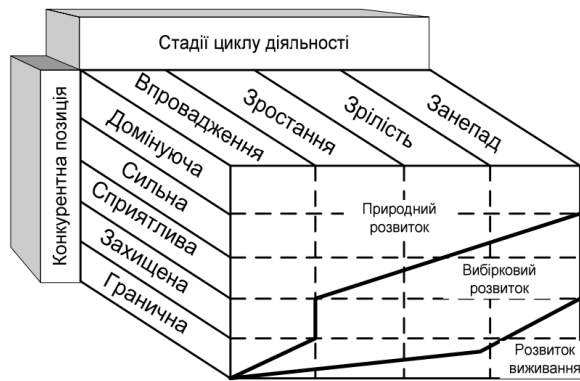 Стадії циклу діяльності
Конкурентна позиція
Впровадження
Зростання
Зрілість
Занепад
Домінуюча
Сильна
Сприятлива
Захищена
Гранична
Природний
розвиток
Вибірковий
розвиток
Розвиток
виживання